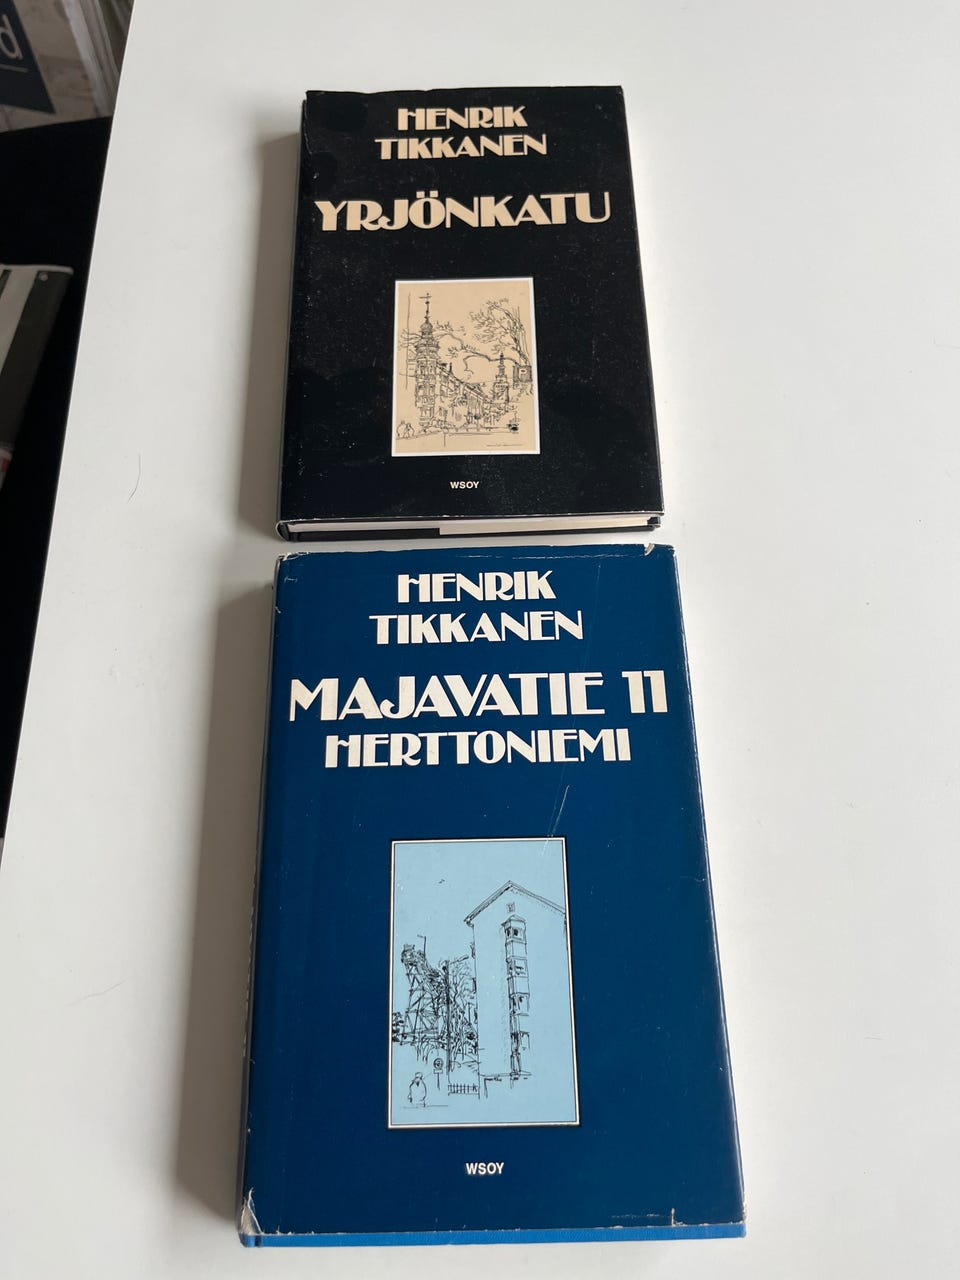 HENRIK
TIKKANEN
YRJÖNKATU
WSOY
HENRIK
TIKKANEN
MAJAVATIE 11
HERTTONIEMI
WSOY
d